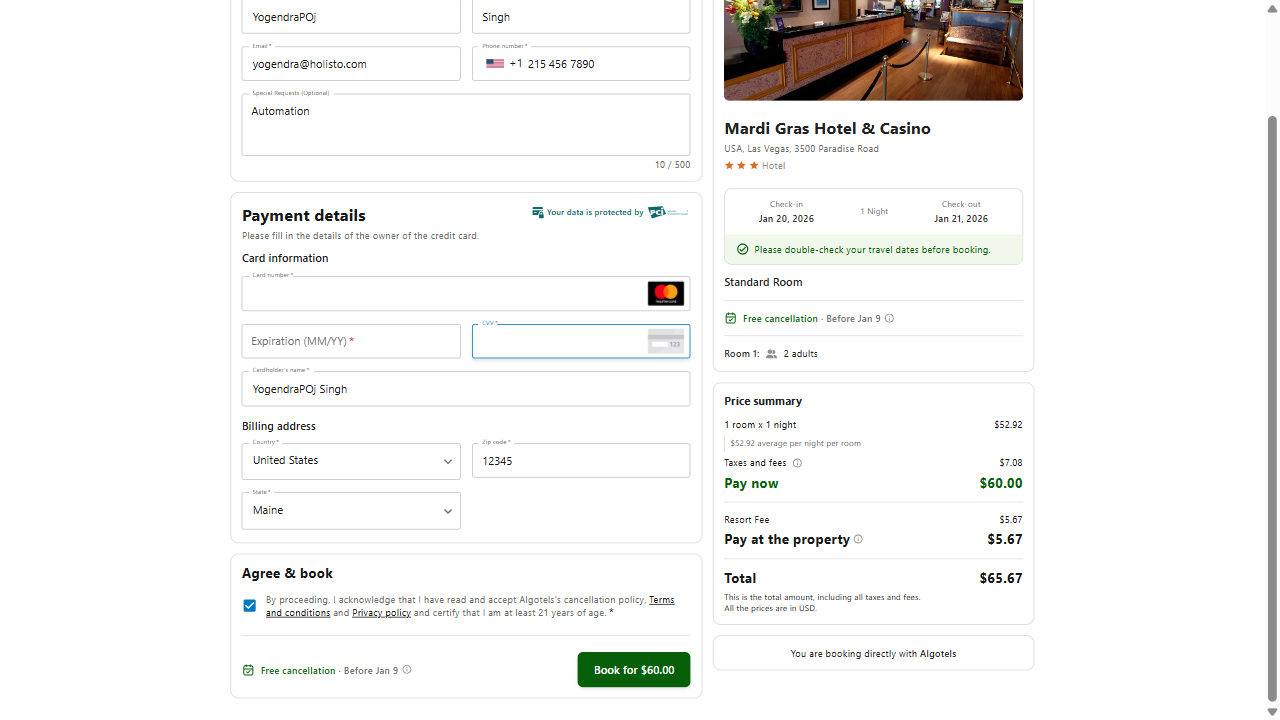 YogendraPOj
Singh
Email *
yogendra@holisto.com
Phone number *
+1 215 456 7890
Special Requests (Optional)
Automation
10 / 500
Payment details
Your data is protected by PCI
Please fill in the details of the owner of the credit card.
Card information
Card number *
mastercard
Expiration (MM/YY) *
CVV *
123
Cardholder's name *
YogendraPOj Singh
Billing address
Country *
United States
Zip code *
12345
State *
Maine
Agree & book
By proceeding, I acknowledge that I have read and accept Algotels's cancellation policy, Terms
and conditions and Privacy policy and certify that I am at least 21 years of age. *
Free cancellation · Before Jan 9
Book for $60.00
Mardi Gras Hotel & Casino
USA, Las Vegas, 3500 Paradise Road
Hotel
Check-in
Jan 20, 2026
1 Night
Check-out
Jan 21, 2026
Please double-check your travel dates before booking.
Standard Room
Free cancellation · Before Jan 9
Room 1: 2 adults
Price summary
1 room x 1 night $52.92
$52.92 average per night per room
Taxes and fees $7.08
Pay now $60.00
Resort Fee $5.67
Pay at the property $5.67
Total $65.67
This is the total amount, including all taxes and fees.
All the prices are in USD.
You are booking directly with Algotels